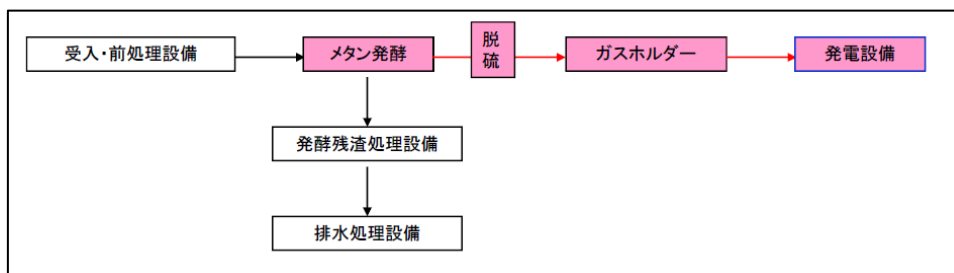 受入・前処理設備
メタン発酵
脱
硫
ガスホルダー
発電設備
発酵残渣処理設備
排水処理設備